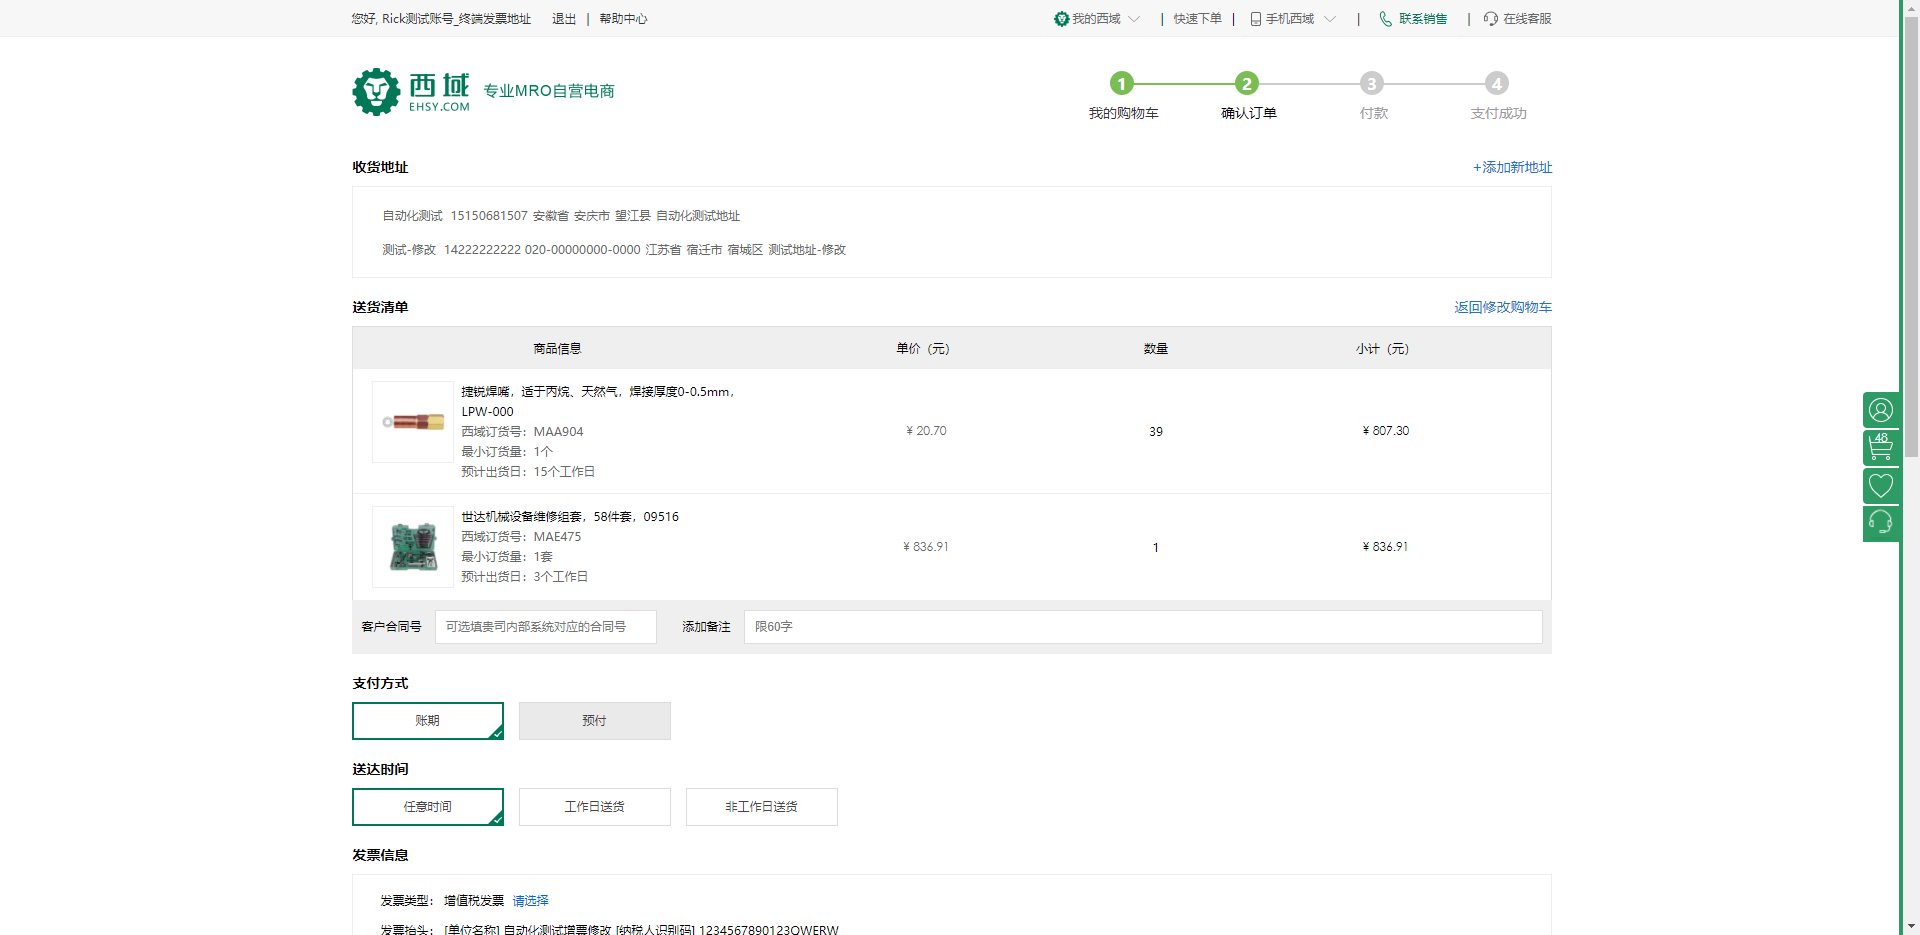 您好, Rick测试账号_终端发票地址 退出 | 帮助中心 我的西域 | 快速下单 | 手机西域 | 联系销售 | 在线客服
西域 EHSY.COM 专业MRO自营电商
1 2 3 4
我的购物车 确认订单 付款 支付成功
收货地址 +添加新地址
自动化测试 15150681507 安徽省 安庆市 望江县 自动化测试地址
测试-修改 14222222222 020-00000000-0000 江苏省 宿迁市 宿城区 测试地址-修改
送货清单 返回修改购物车
商品信息 单价（元） 数量 小计（元）
捷锐焊嘴，适于丙烷、天然气，焊接厚度0-0.5mm，
LPW-000
西域订货号：MAA904
最小订货量：1个
预计出货日：15个工作日
¥ 20.70 39 ¥ 807.30
世达机械设备维修组套，58件套，09516
西域订货号：MAE475
最小订货量：1套
预计出货日：3个工作日
¥ 836.91 1 ¥ 836.91
客户合同号 可选填贵司内部系统对应的合同号 添加备注 限60字
支付方式
账期 预付
送达时间
任意时间 工作日送货 非工作日送货
发票信息
发票类型： 增值税发票 请选择
发票抬头： [单位名称] 自动化测试增票修改 [纳税人识别码] 1234567890123QWERW
48